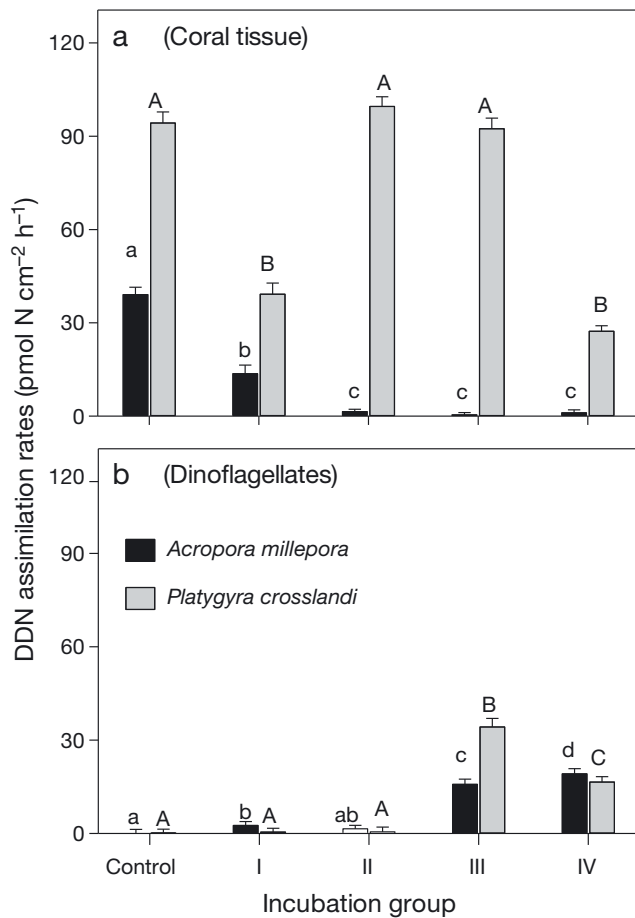 DDN assimilation rates (pmol N cm⁻² h⁻¹)
a (Coral tissue)
120
90
60
30
0
a A
b B
c A
c A
c B
b (Dinoflagellates)
Acropora millepora
Platygyra crosslandi
120
90
60
30
0
a A
b A
ab A
c B
d C
Control I II III IV
Incubation group